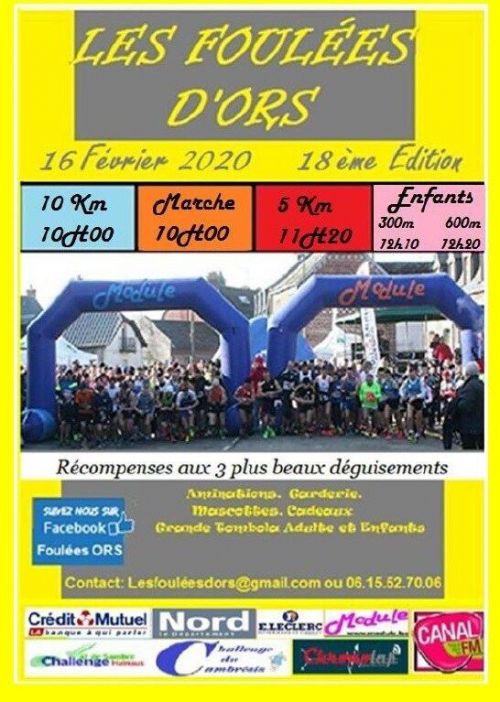 LES FOULÉES
D'ORS
16 Février 2020 18ème Edition
10 Km
10H00
Marche
10H00
5 Km
11H20
Enfants
300m 600m
12h10 12h20
Module Module
Récompenses aux 3 plus beaux déguisements
SUIVEZ NOUS SUR
Facebook
Foulées ORS
Animations. Garderie.
Mascottes. Cadeaux
Grande Tombola Adulte et Enfants
Contact: Lesfouléesdors@gmail.com ou 06.15.62.70.06
Crédit Mutuel
LA banque à qui parler
Nord
le Département
E.LECLERC
Module
CANAL
FM
Challenge
Challenge du
Cambrésis
Chronolap